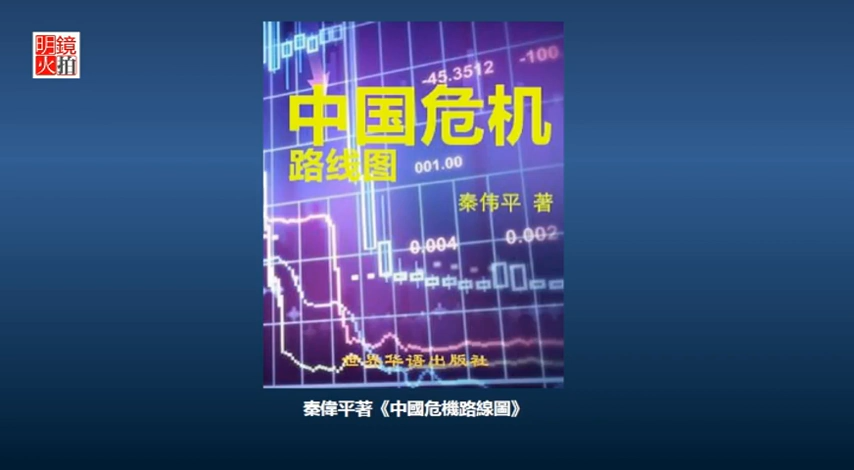 明鏡
火拍
-100
-45.3512
中国危机
路线图
001.00
秦伟平 著
0.002
0.004
世界华语出版社
秦偉平著《中國危機路線圖》